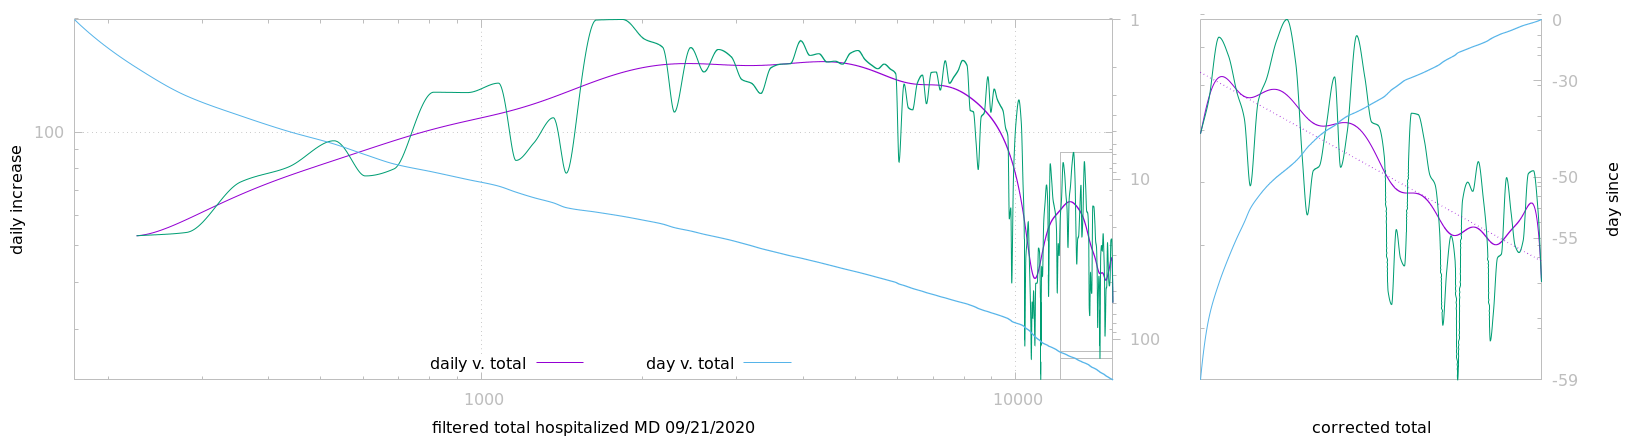 1
0
-30
100
daily increase
10
-50
day since
-55
100
daily v. total
day v. total
-59
1000
10000
filtered total hospitalized MD 09/21/2020
corrected total